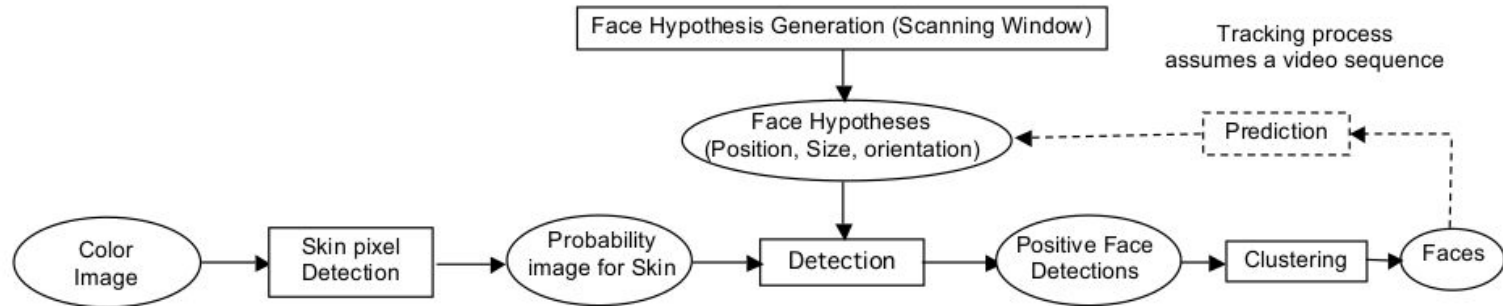 Face Hypothesis Generation (Scanning Window)
Tracking process
assumes a video sequence
Face Hypotheses
(Position, Size, orientation)
Prediction
Color
Image
Skin pixel
Detection
Probability
image for Skin
Detection
Positive Face
Detections
Clustering
Faces